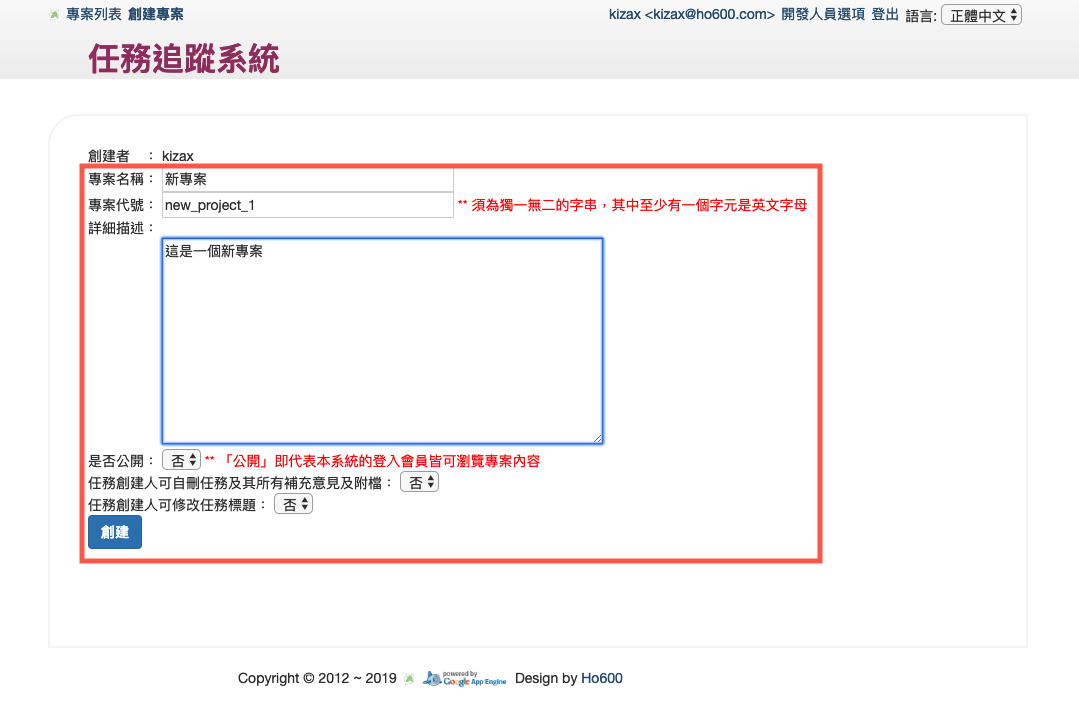 專案列表 創建專案 kizax <kizax@ho600.com> 開發人員選項 登出 語言: 正體中文
任務追蹤系統
創建者 ： kizax
專案名稱： 新專案
專案代號： new_project_1 ** 須為獨一無二的字串，其中至少有一個字元是英文字母
詳細描述：
這是一個新專案
是否公開： 否 ** 「公開」即代表本系統的登入會員皆可瀏覽專案內容
任務創建人可自刪任務及其所有補充意見及附檔： 否
任務創建人可修改任務標題： 否
創建
Copyright © 2012 ~ 2019 powered by Google App Engine Design by Ho600